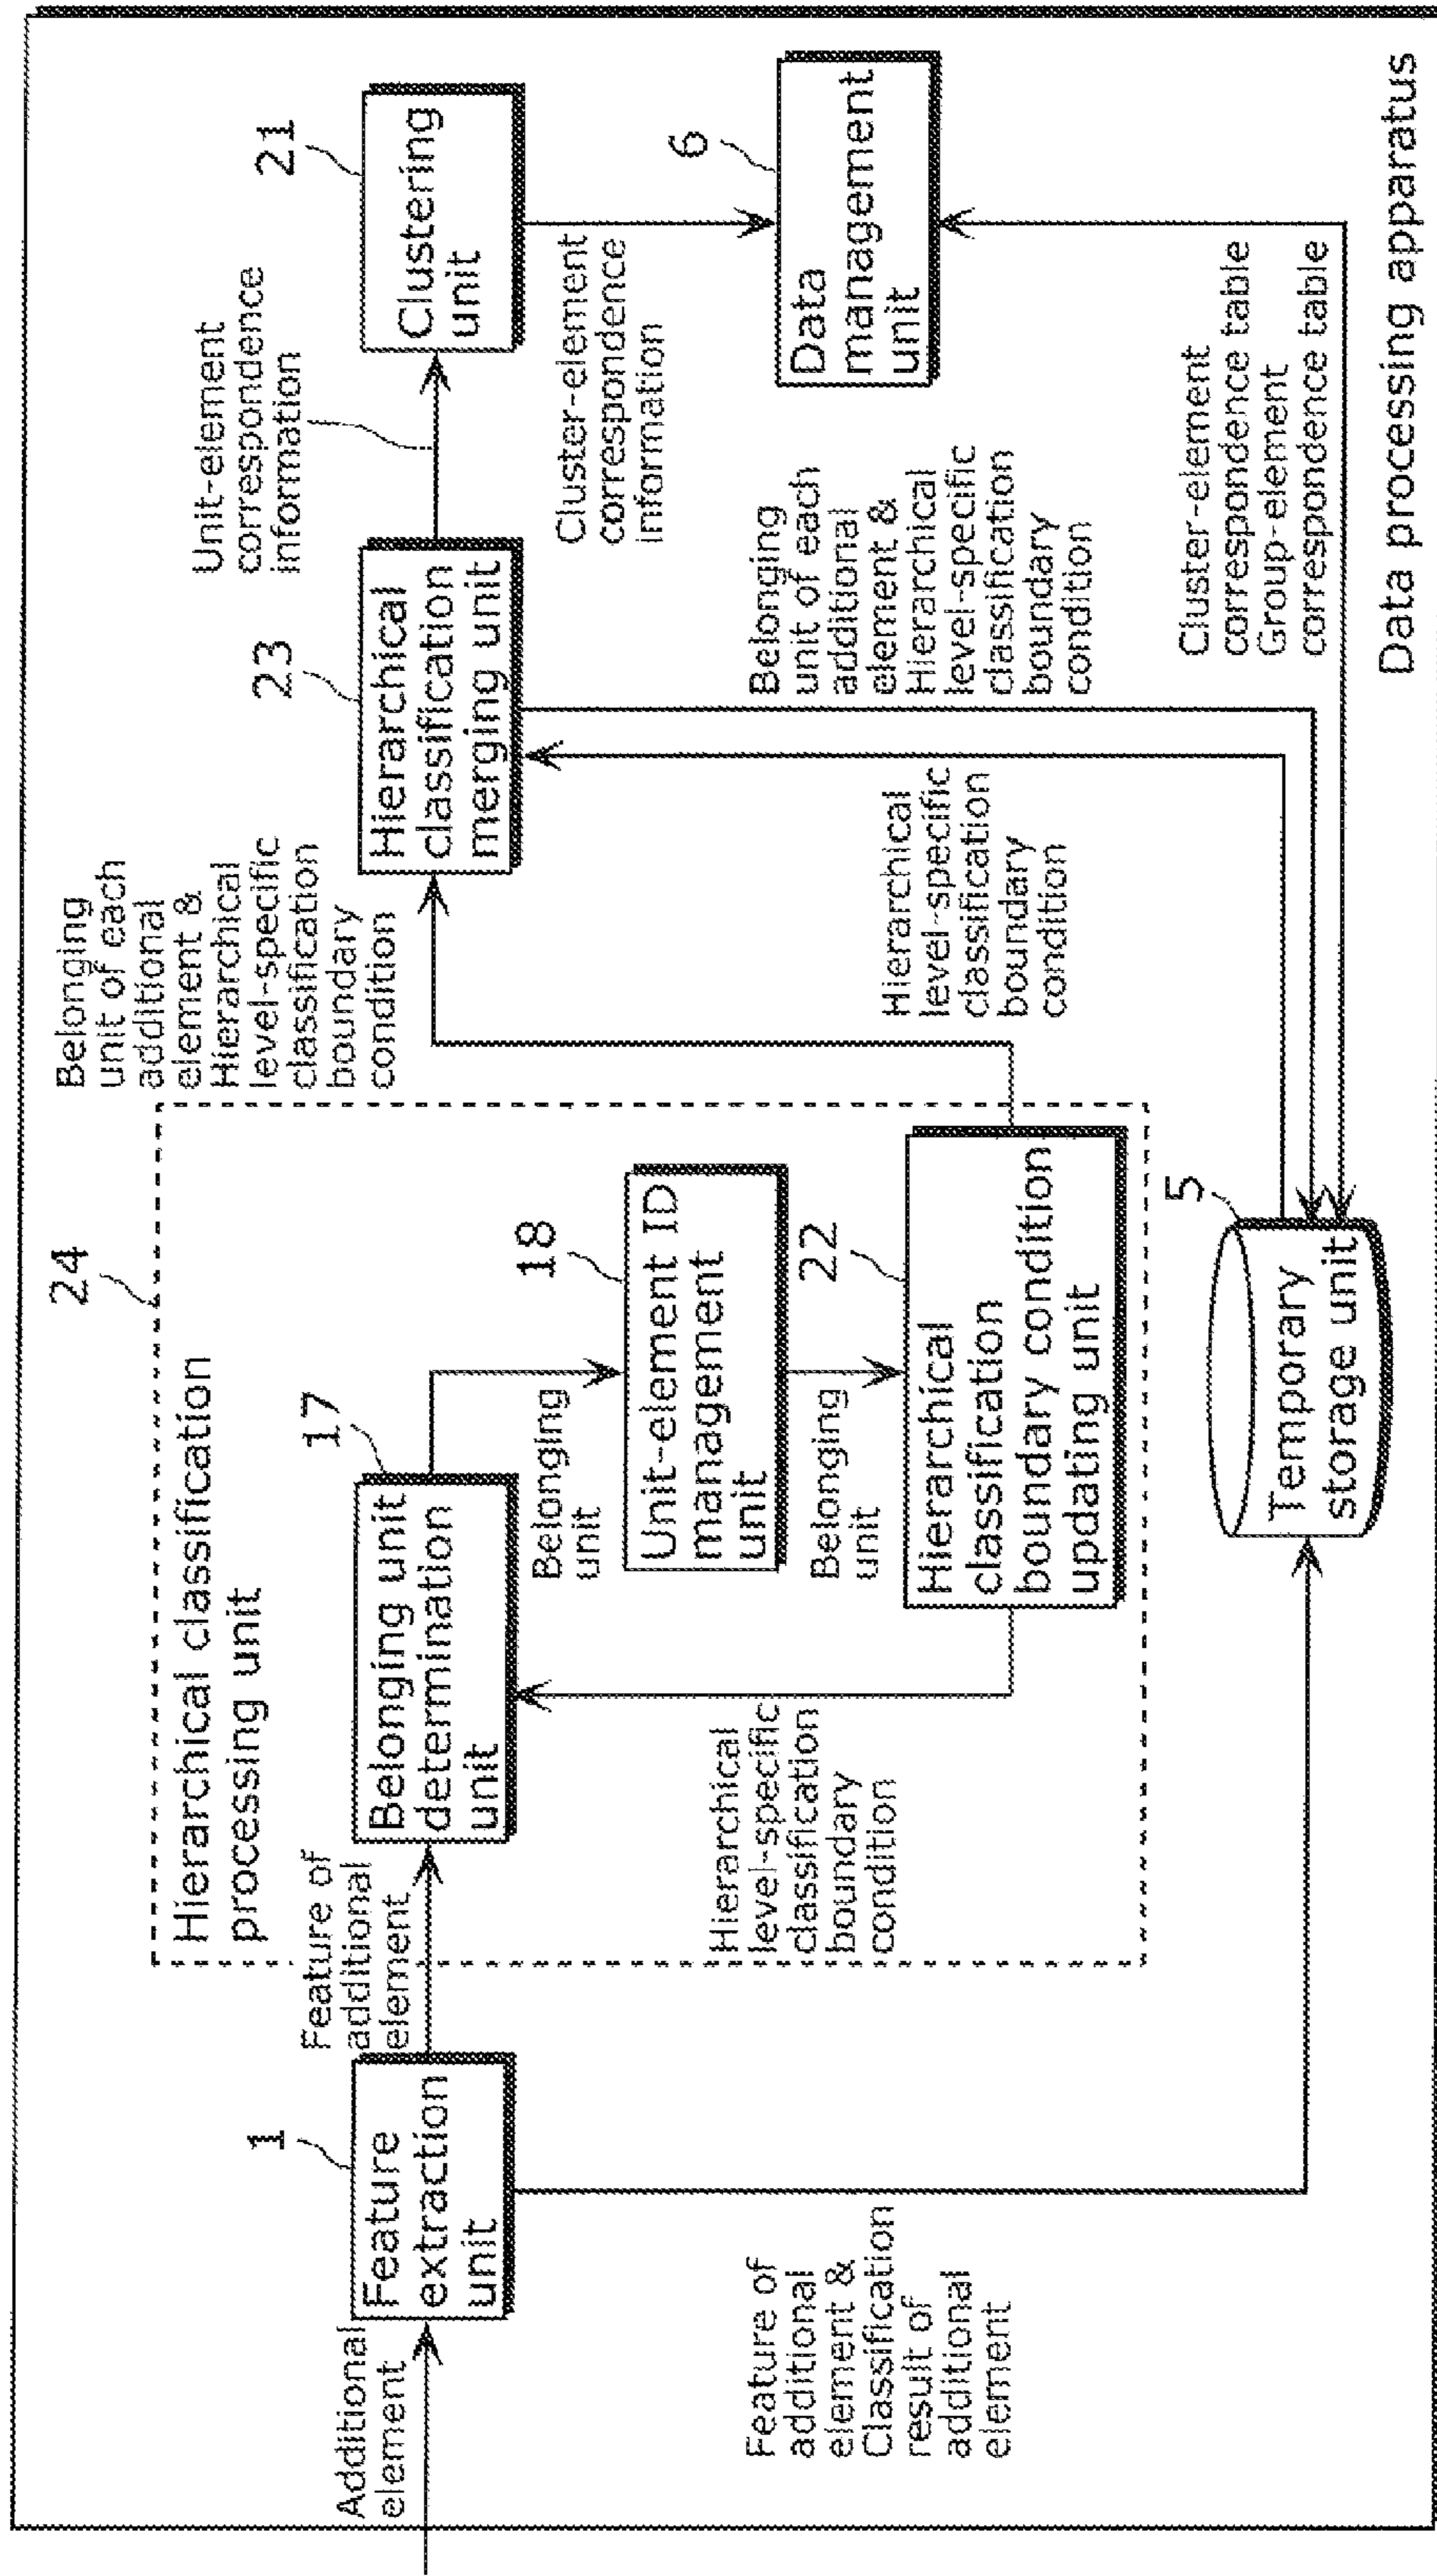 Additional
element
1
Feature
extraction
unit
Feature of
additional
element
Feature of
additional
element &
Classification
result of
additional
element
24
Hierarchical classification
processing unit
17
Belonging unit
determination
unit
Belonging
unit
18
Unit-element ID
management
unit
Belonging
unit
22
Hierarchical
classification
boundary condition
updating unit
Hierarchical
level-specific
classification
boundary
condition
Belonging
unit of each
additional
element &
Hierarchical
level-specific
classification
boundary
condition
23
Hierarchical
classification
merging unit
Hierarchical
level-specific
classification
boundary
condition
Belonging
unit of each
additional
element &
Hierarchical
level-specific
classification
boundary
condition
5
Temporary
storage unit
Unit-element
correspondence
information
21
Clustering
unit
Cluster-element
correspondence
information
6
Data
management
unit
Cluster-element
correspondence table
Group-element
correspondence table
Data processing apparatus